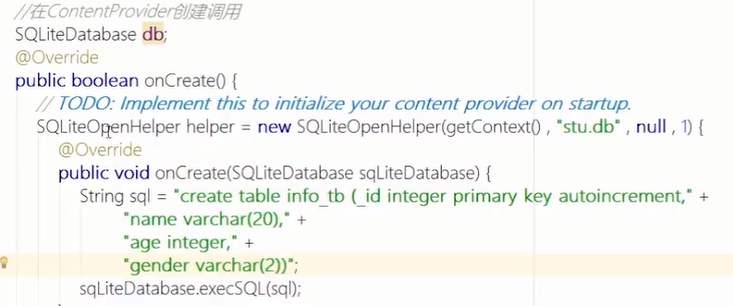 //在ContentProvider创建调用
SQLiteDatabase db;
@Override
public boolean onCreate() {
// TODO: Implement this to initialize your content provider on startup.
SQLiteOpenHelper helper = new SQLiteOpenHelper(getContext() , "stu.db" , null , 1) {
@Override
public void onCreate(SQLiteDatabase sqLiteDatabase) {
String sql = "create table info_tb (_id integer primary key autoincrement," +
"name varchar(20)," +
"age integer," +
"gender varchar(2))";
sqLiteDatabase.execSQL(sql);